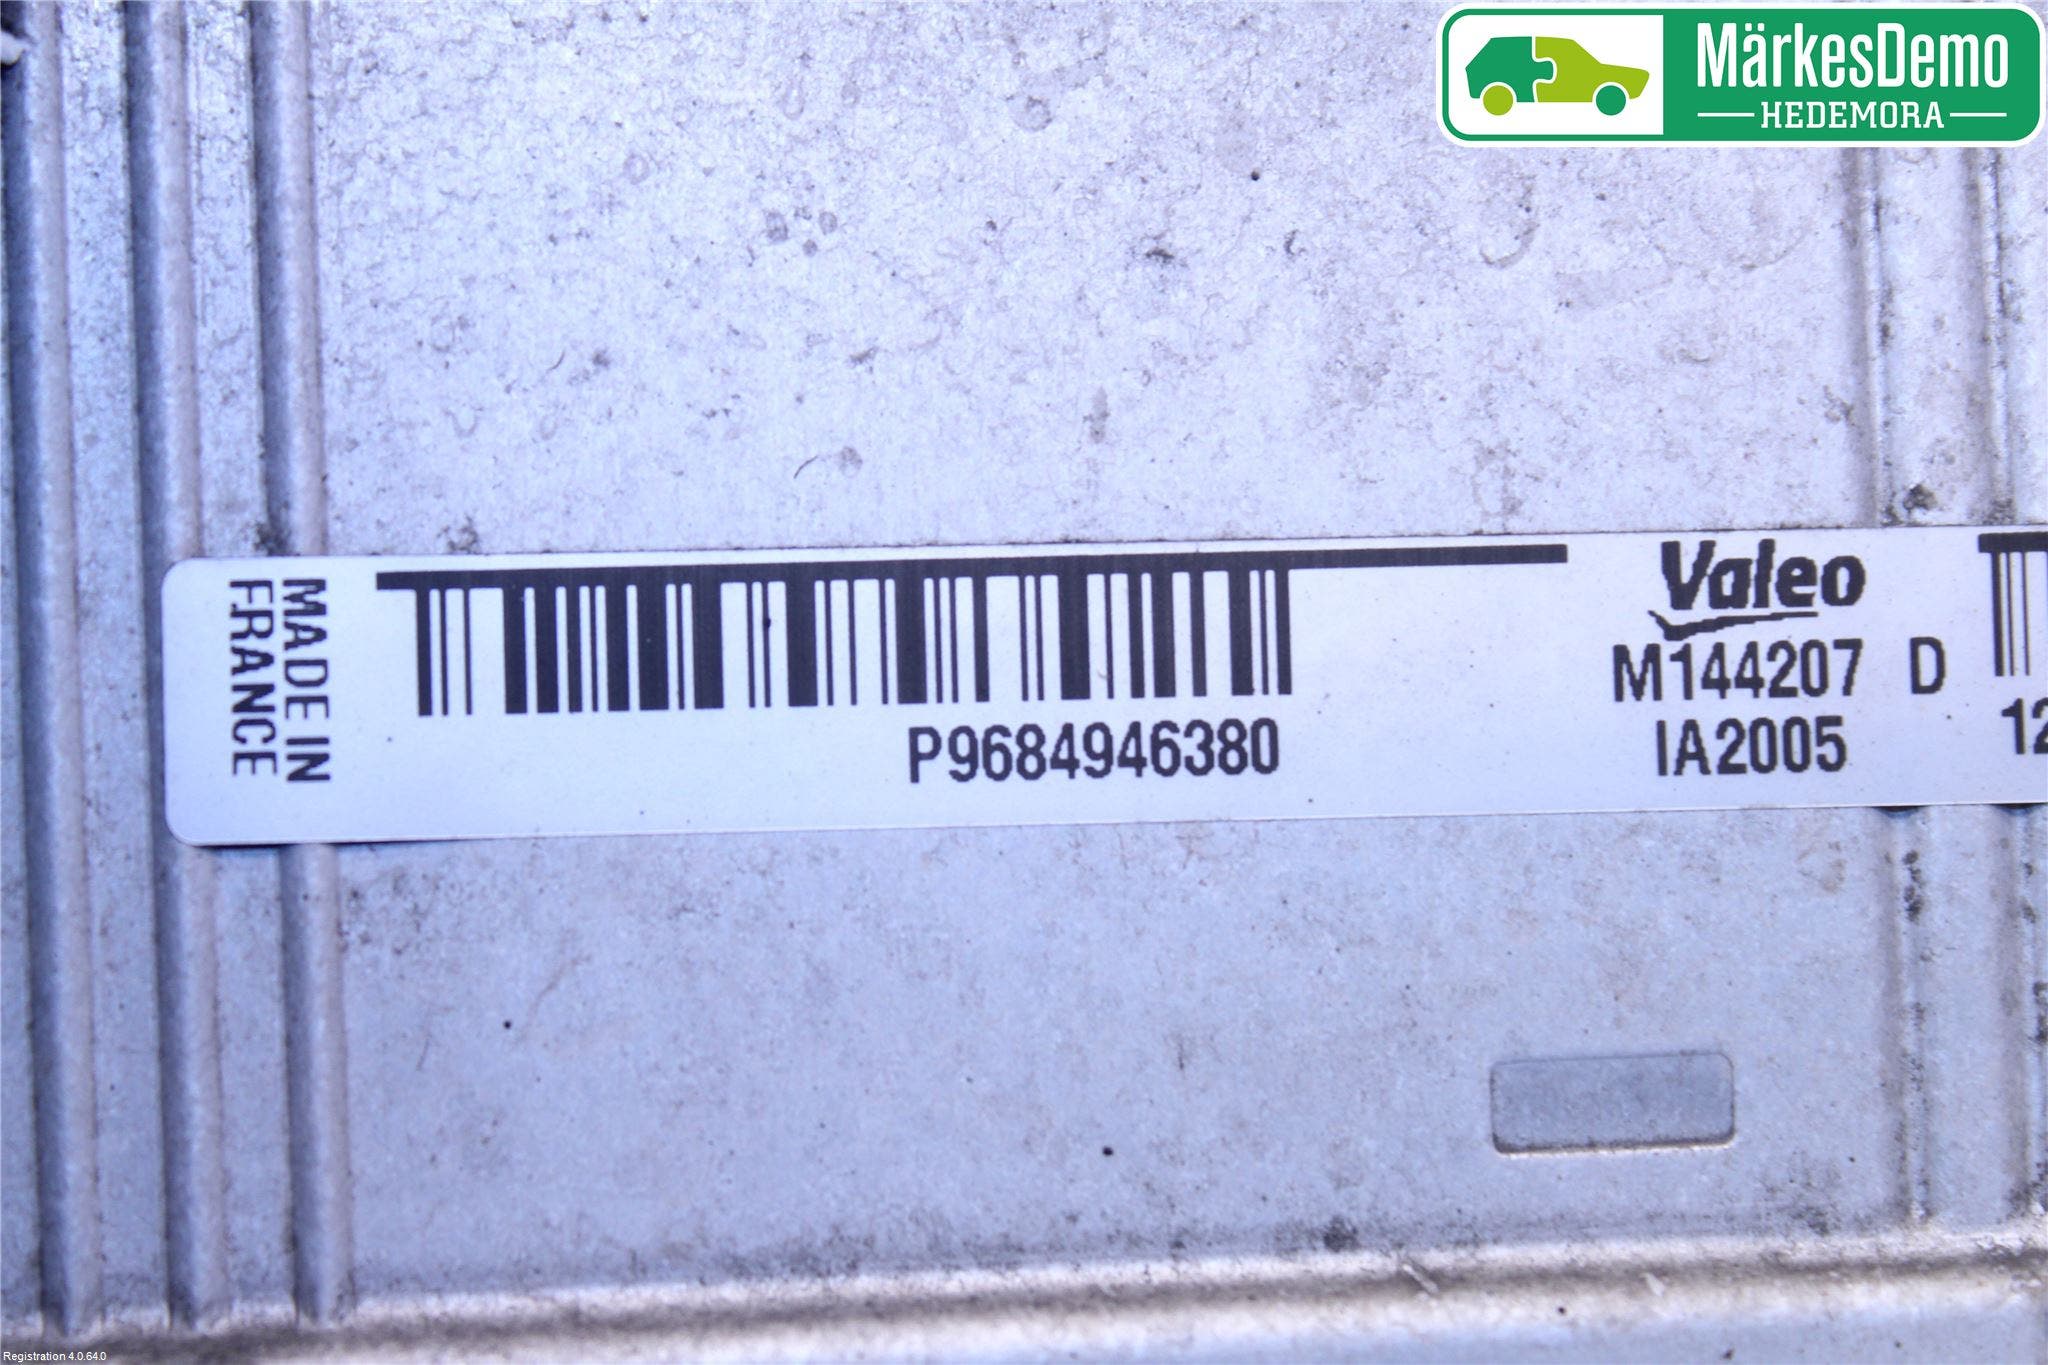 MärkesDemo
HEDEMORA
MADE IN
FRANCE
P9684946380
Valeo
M144207 D
IA2005
12
Registration 4.0.64.0